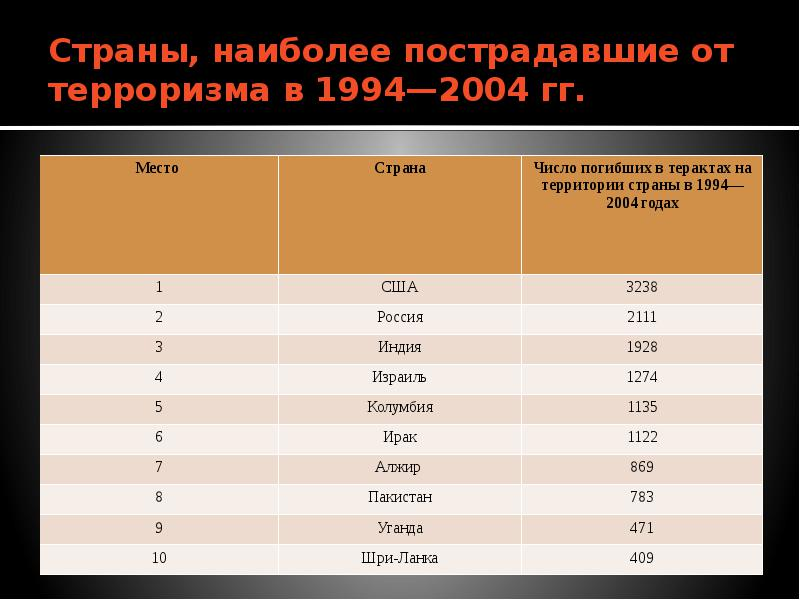 Страны, наиболее пострадавшие от
терроризма в 1994—2004 гг.
Место Страна Число погибших в терактах на
территории страны в 1994—
2004 годах
1 США 3238
2 Россия 2111
3 Индия 1928
4 Израиль 1274
5 Колумбия 1135
6 Ирак 1122
7 Алжир 869
8 Пакистан 783
9 Уганда 471
10 Шри-Ланка 409